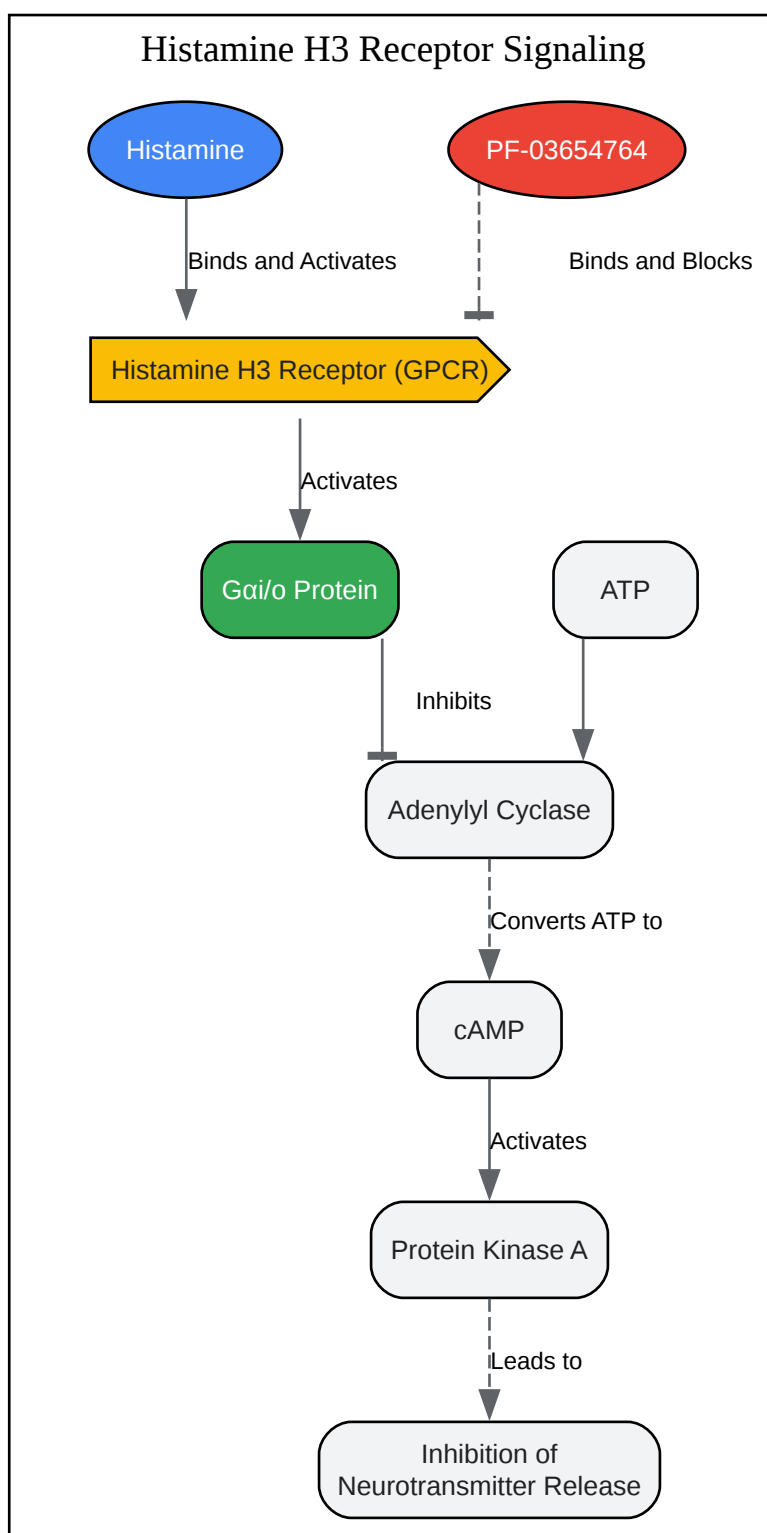 Histamine H3 Receptor Signaling
Histamine
PF-03654764
Binds and Activates
Binds and Blocks
Histamine H3 Receptor (GPCR)
Activates
Gαi/o Protein
ATP
Inhibits
Adenylyl Cyclase
Converts ATP to
cAMP
Activates
Protein Kinase A
Leads to
Inhibition of
Neurotransmitter Release